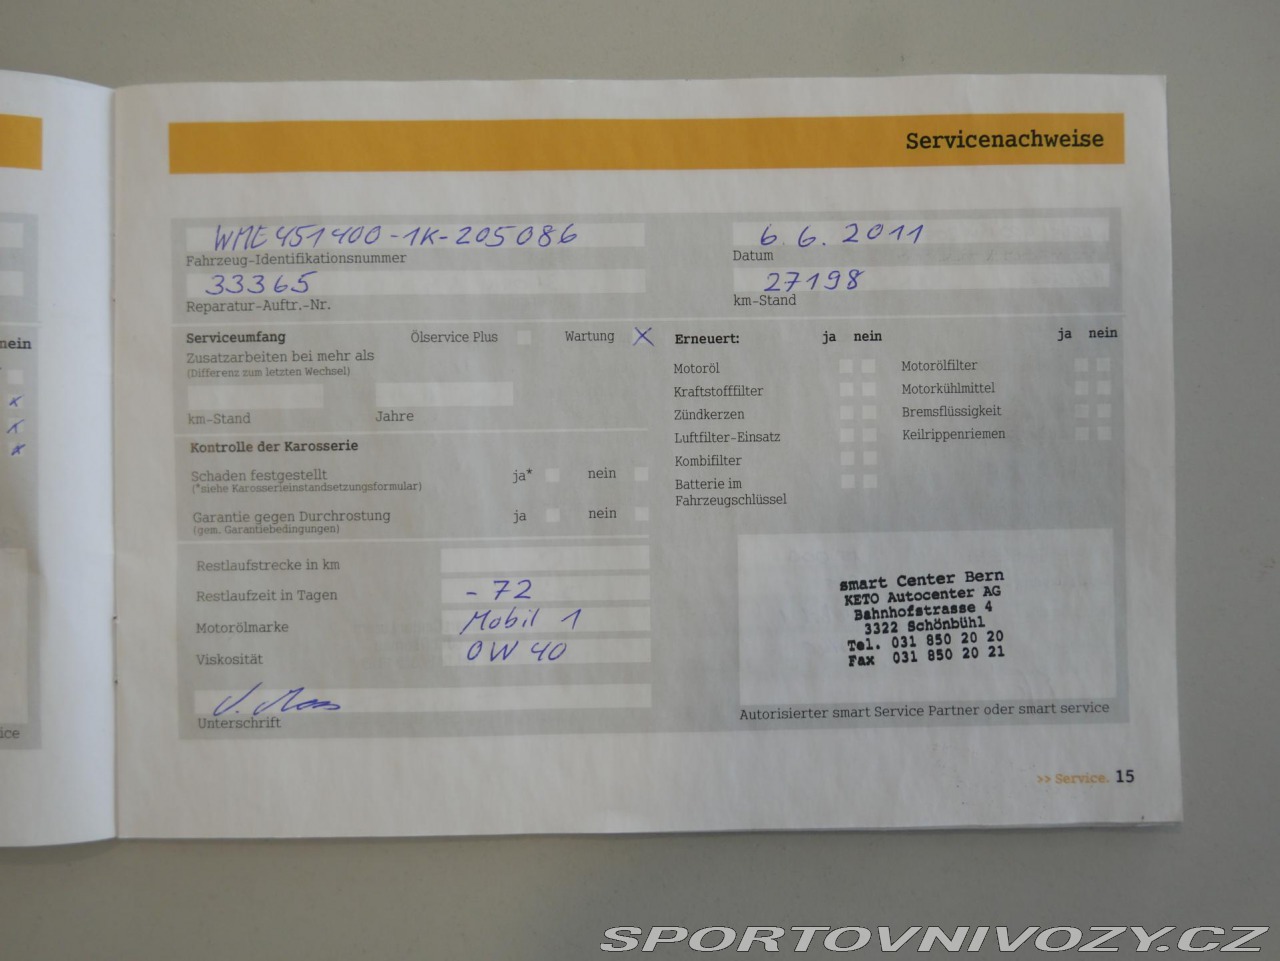 Servicenachweise
WME451400-1K-205086
6.6.2011
Fahrzeug-Identifikationsnummer
Datum
33365
27198
Reparatur-Auftr.-Nr.
km-Stand
Serviceumfang
Ölservice Plus
Wartung X
Zusatzarbeiten bei mehr als
(Differenz zum letzten Wechsel)
km-Stand
Jahre
Kontrolle der Karosserie
Schaden festgestellt
ja* nein
(*siehe Karosserieinstandsetzungsformular)
Garantie gegen Durchrostung
ja nein
(gem. Garantiebedingungen)
Restlaufstrecke in km
Restlaufzeit in Tagen - 72
Motorölmarke Mobil 1
Viskosität 0W40
Unterschrift
Erneuert: ja nein
ja nein
Motoröl
Kraftstofffilter
Zündkerzen
Luftfilter-Einsatz
Kombifilter
Batterie im
Fahrzeugschlüssel
Motorölfilter
Motorkühlmittel
Bremsflüssigkeit
Keilrippenriemen
smart Center Bern
KETO Autocenter AG
Bahnhofstrasse 4
3322 Schönbühl
Tel. 031 850 20 20
Fax 031 850 20 21
Autorisierter smart Service Partner oder smart service
>> Service. 15
nein
ice
SPORTOVNIVOZY.CZ